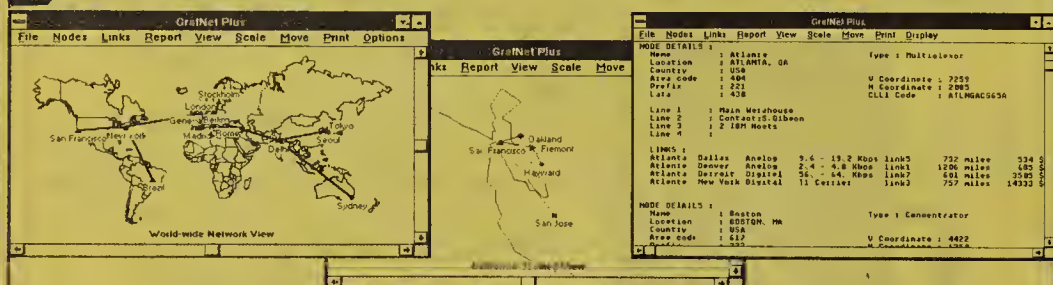 GrafNet Plus
File Nodes Links Report View Scale Move Print Options
Stockholm
London
Berlin
San Francisco New York
Madrid Rome
Tokyo
Seoul
Delhi
Brazil
Sydney
World-wide Network View
GrafNet Plus
Report View Scale Move
Oakland
San Francisco Fremont
Hayward
San Jose
GrafNet Plus
File Nodes Links Report View Scale Move Print Display
NODE DETAILS :
Name : Atlanta Type : Multiplexor
Location : ATLANTA, GA
Country : USA
Area code : 404 V Coordinate : 7259
Prefix : 221 H Coordinate : 2085
Lata : 438 CLLI Code :
Line 1 : Main Warehouse
Line 2 : Contact:S.Gibson
Line 3 : 2 IBM Hosts
Line 4 :
LINKS :
Atlanta Dallas Analog 9.6 - 19.2 Kbps link5 732 miles 534 $
Atlanta Denver Analog 2.4 - 4.8 Kbps link1 1206 miles 685 $
Atlanta Detroit Digital 56. - 64. Kbps link7 601 miles 3585 $
Atlanta New York Digital T1 Carrier link3 757 miles 14333 $
NODE DETAILS :
Name : Boston Type : Concentrator
Location : BOSTON, MA
Country : USA
Area code : 617 V Coordinate : 4422